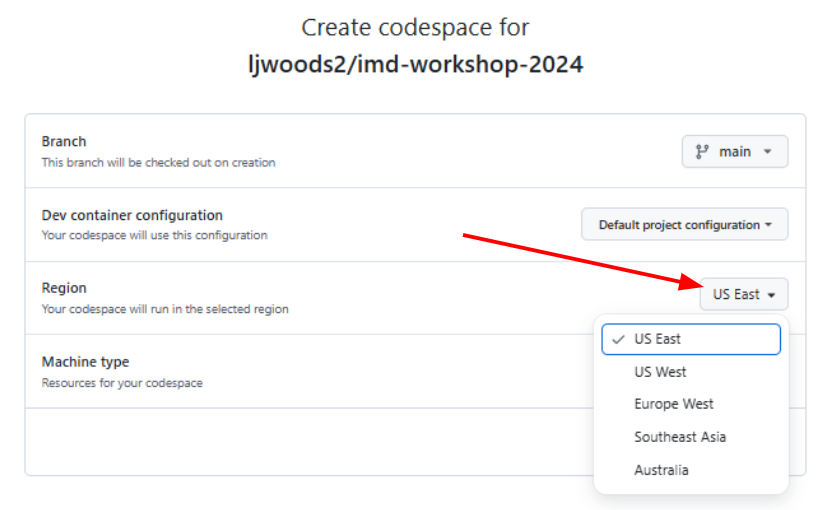 Create codespace for
ljwoods2/imd-workshop-2024
Branch
This branch will be checked out on creation
main
Dev container configuration
Your codespace will use this configuration
Default project configuration
Region
Your codespace will run in the selected region
US East
US East
US West
Europe West
Southeast Asia
Australia
Machine type
Resources for your codespace